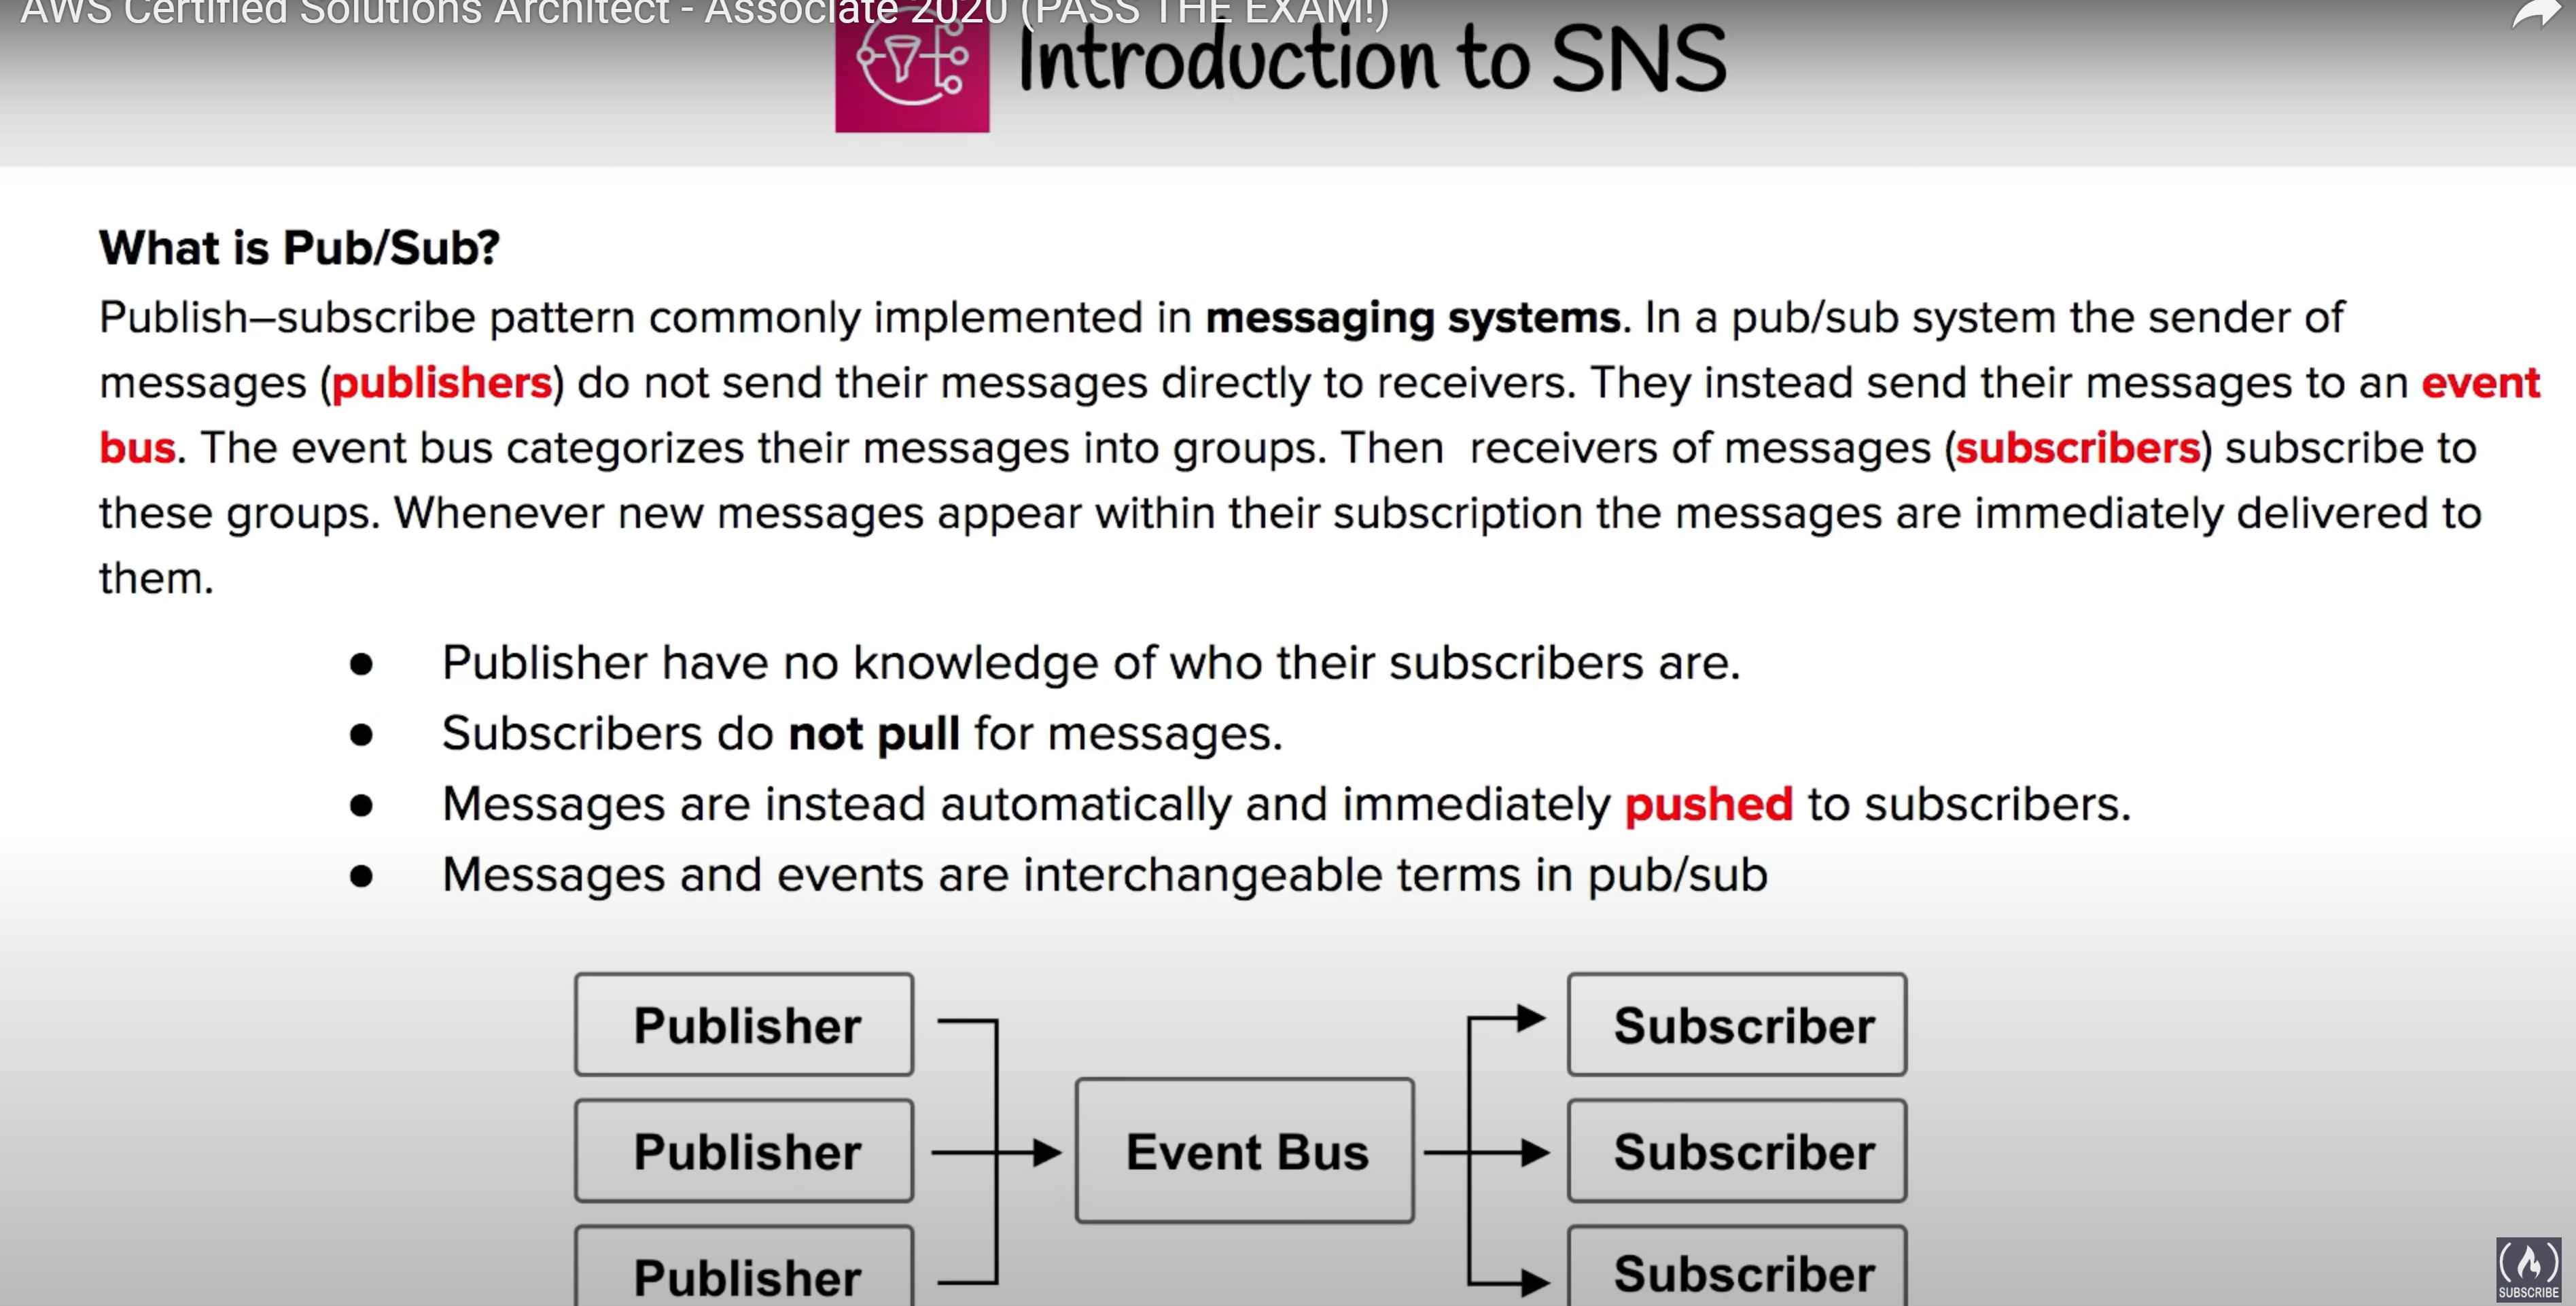 AWS Certified Solutions Architect - Associate 2020 (PASS THE EXAM!)
Introduction to SNS
What is Pub/Sub?
Publish–subscribe pattern commonly implemented in messaging systems. In a pub/sub system the sender of
messages (publishers) do not send their messages directly to receivers. They instead send their messages to an event
bus. The event bus categorizes their messages into groups. Then  receivers of messages (subscribers) subscribe to
these groups. Whenever new messages appear within their subscription the messages are immediately delivered to
them.
● Publisher have no knowledge of who their subscribers are.
● Subscribers do not pull for messages.
● Messages are instead automatically and immediately pushed to subscribers.
● Messages and events are interchangeable terms in pub/sub
Publisher
Publisher
Publisher
Event Bus
Subscriber
Subscriber
Subscriber
SUBSCRIBE